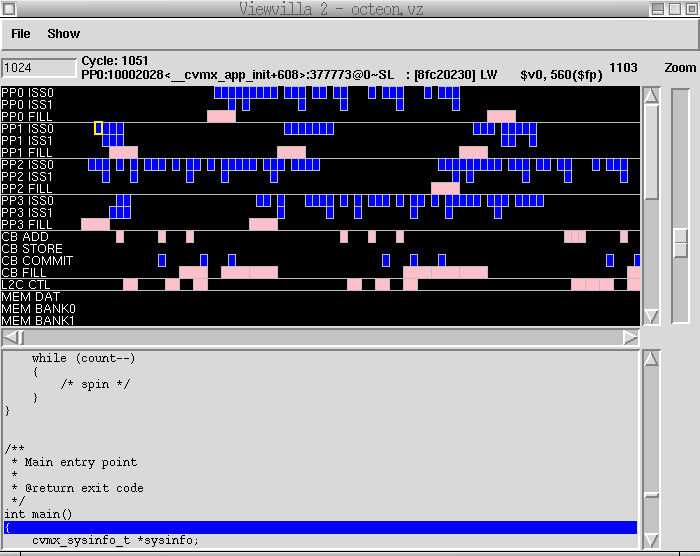 Viewvilla 2 - octeon.vz
File Show
1024
Cycle: 1051
PP0:10002028<__cvmx_app_init+608>:377773@0~SL : [8fc20230] LW $v0, 560($fp)
1103
Zoom
PP0 ISS0
PP0 ISS1
PP0 FILL
PP1 ISS0
PP1 ISS1
PP1 FILL
PP2 ISS0
PP2 ISS1
PP2 FILL
PP3 ISS0
PP3 ISS1
PP3 FILL
CB ADD
CB STORE
CB COMMIT
CB FILL
L2C CTL
MEM DAT
MEM BANK0
MEM BANK1
while (count--)
{
/* spin */
}
}
/**
* Main entry point
*
* @return exit code
*/
int main()
{
cvmx_sysinfo_t *sysinfo;